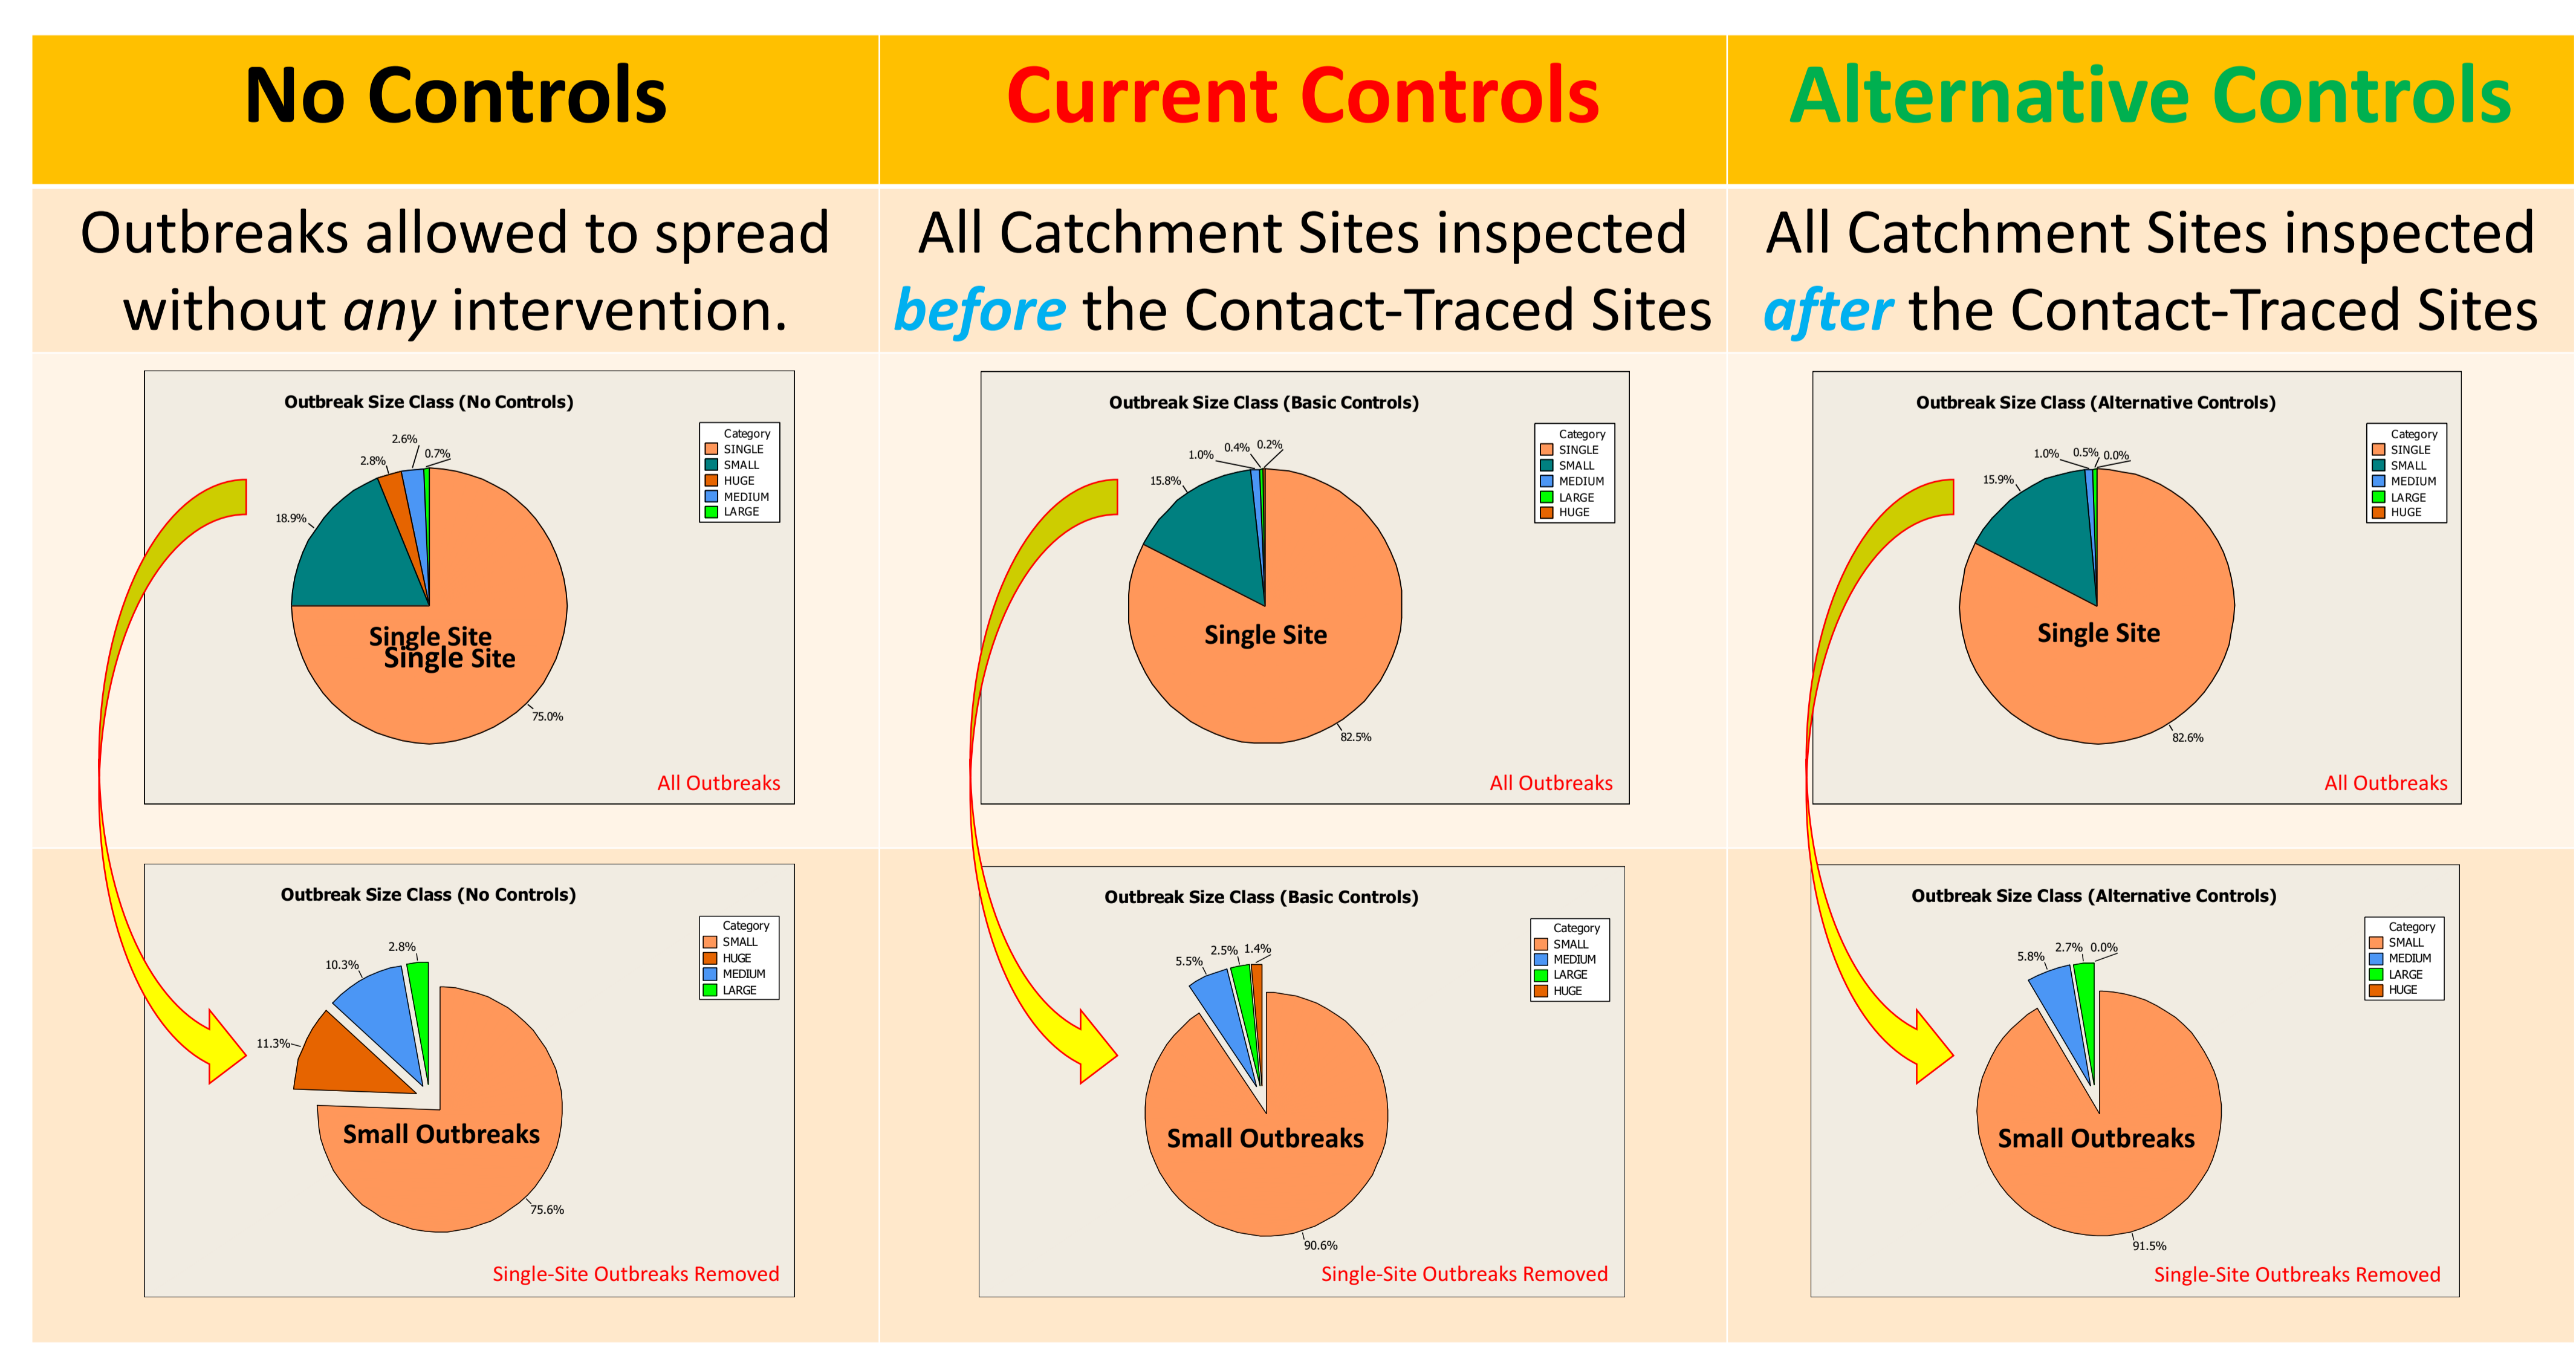 No Controls
Current Controls
Alternative Controls
Outbreaks allowed to spread
without any intervention.
All Catchment Sites inspected
before the Contact-Traced Sites
All Catchment Sites inspected
after the Contact-Traced Sites
Outbreak Size Class (No Controls)
Category
SINGLE
SMALL
HUGE
MEDIUM
LARGE
2.6%
0.7%
2.8%
18.9%
Single Site
Single Site
75.0%
All Outbreaks
Outbreak Size Class (Basic Controls)
Category
SINGLE
SMALL
MEDIUM
LARGE
HUGE
0.4%
0.2%
1.0%
15.8%
Single Site
82.5%
All Outbreaks
Outbreak Size Class (Alternative Controls)
Category
SINGLE
SMALL
MEDIUM
LARGE
HUGE
1.0%
0.5%
0.0%
15.9%
Single Site
82.6%
All Outbreaks
Outbreak Size Class (No Controls)
Category
SMALL
HUGE
MEDIUM
LARGE
2.8%
10.3%
11.3%
Small Outbreaks
75.6%
Single-Site Outbreaks Removed
Outbreak Size Class (Basic Controls)
Category
SMALL
MEDIUM
LARGE
HUGE
2.5%
1.4%
5.5%
Small Outbreaks
90.6%
Single-Site Outbreaks Removed
Outbreak Size Class (Alternative Controls)
Category
SMALL
MEDIUM
LARGE
HUGE
2.7%
0.0%
5.8%
Small Outbreaks
91.5%
Single-Site Outbreaks Removed